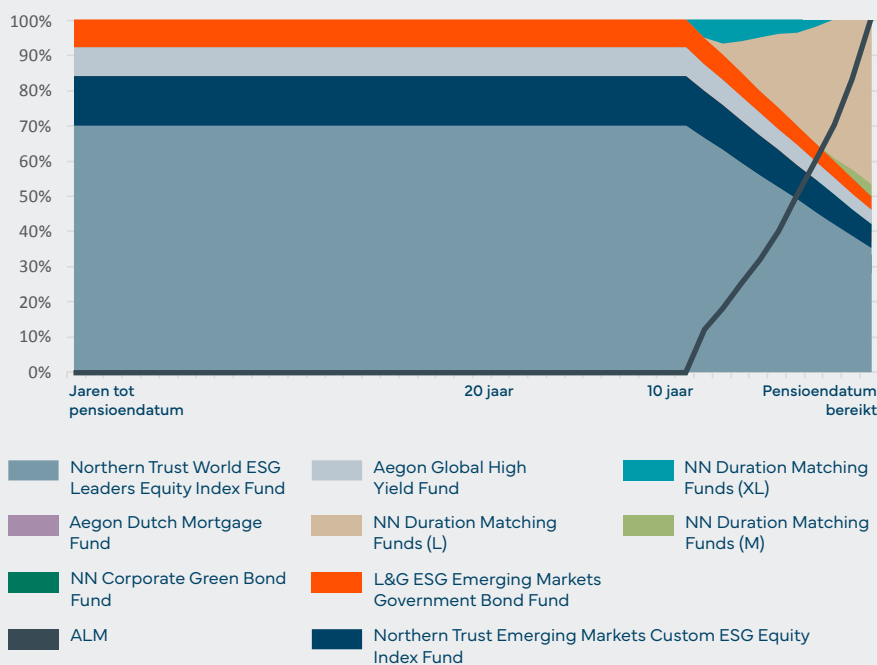 100%
90%
80%
70%
60%
50%
40%
30%
20%
10%
0%
Jaren tot
pensioendatum
20 jaar
10 jaar
Pensioendatum
bereikt
Northern Trust World ESG
Leaders Equity Index Fund
Aegon Global High
Yield Fund
NN Duration Matching
Funds (XL)
Aegon Dutch Mortgage
Fund
NN Duration Matching
Funds (L)
NN Duration Matching
Funds (M)
NN Corporate Green Bond
Fund
L&G ESG Emerging Markets
Government Bond Fund
ALM
Northern Trust Emerging Markets Custom ESG Equity
Index Fund